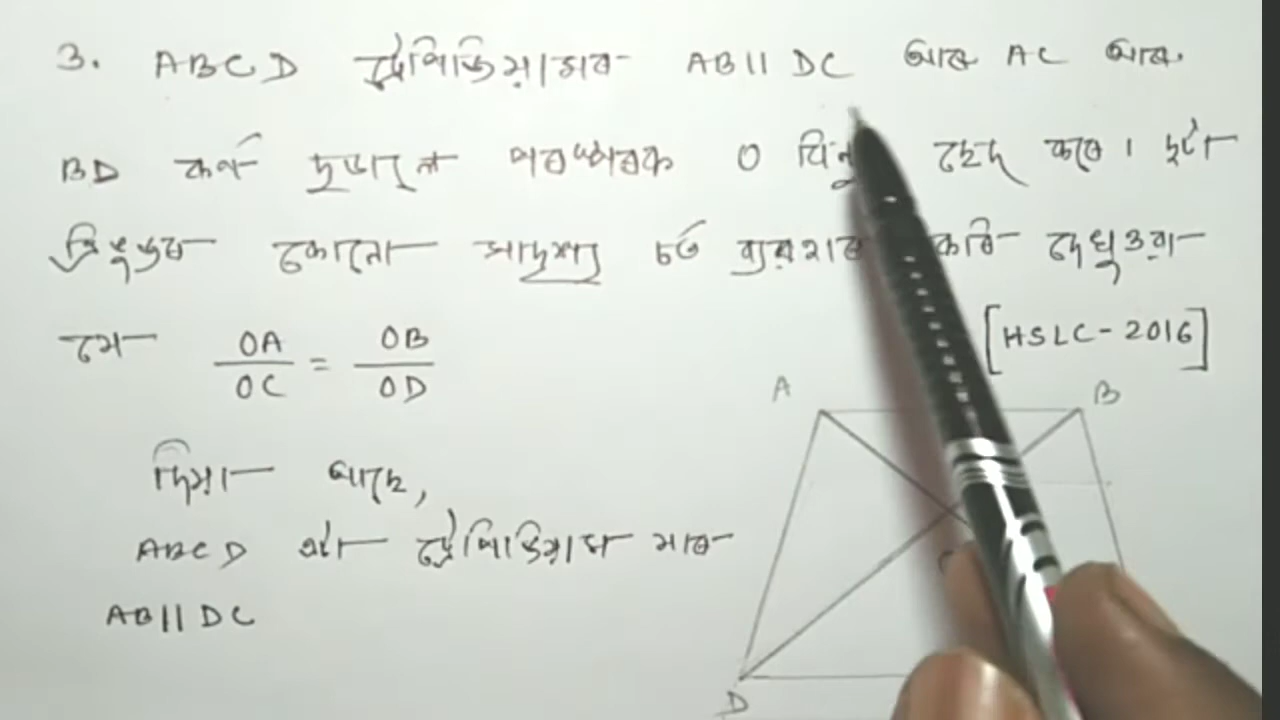 3. ABCD ট্ৰেপিজিয়ামৰ AB || DC আৰু AC আৰু
BD কৰ্ণ দুডালে পৰস্পৰক O বিন্দুত ছেদ কৰে। দুটা
ত্ৰিভুজৰ সাদৃশ্যৰ চৰ্ত ব্যৱহাৰ কৰি দেখুওৱা
যে OA/OC = OB/OD
[HSLC - 2016]
দিয়া আছে,
ABCD এটা ট্ৰেপিজিয়াম যাৰ
AB || DC
A B
D